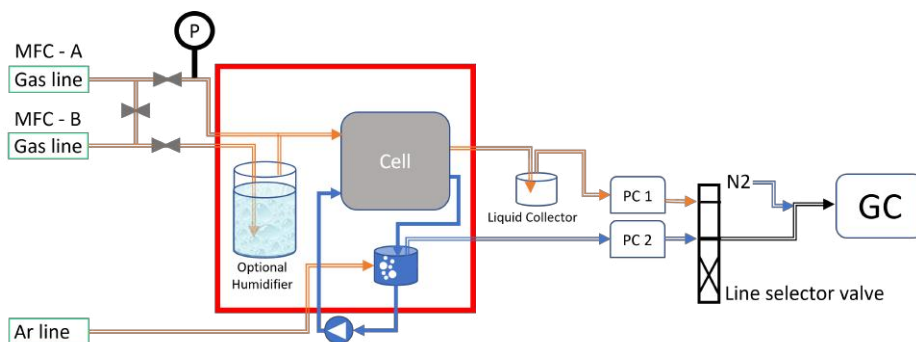 P
MFC - A
Gas line
MFC - B
Gas line
Cell
N2
PC 1
GC
Liquid Collector
PC 2
Optional
Humidifier
Line selector valve
Ar line